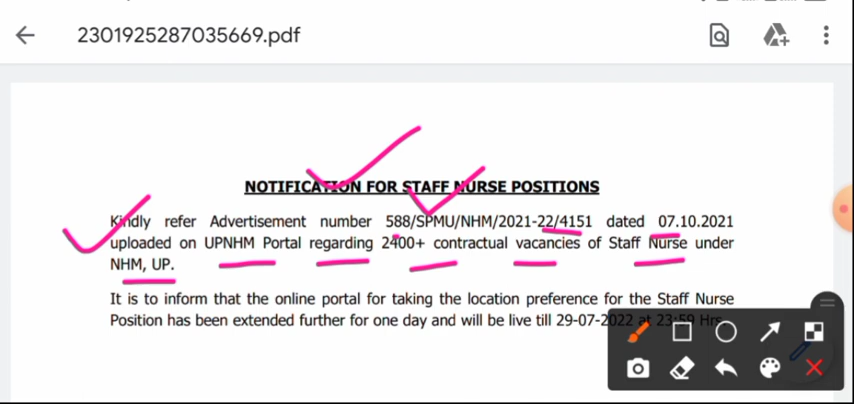 2301925287035669.pdf
NOTIFICATION FOR STAFF NURSE POSITIONS
Kindly refer Advertisement number 588/SPMU/NHM/2021-22/4151 dated 07.10.2021
uploaded on UPNHM Portal regarding 2400+ contractual vacancies of Staff Nurse under
NHM, UP.
It is to inform that the online portal for taking the location preference for the Staff Nurse
Position has been extended further for one day and will be live till 29-07-2022 at 23:59 Hrs.